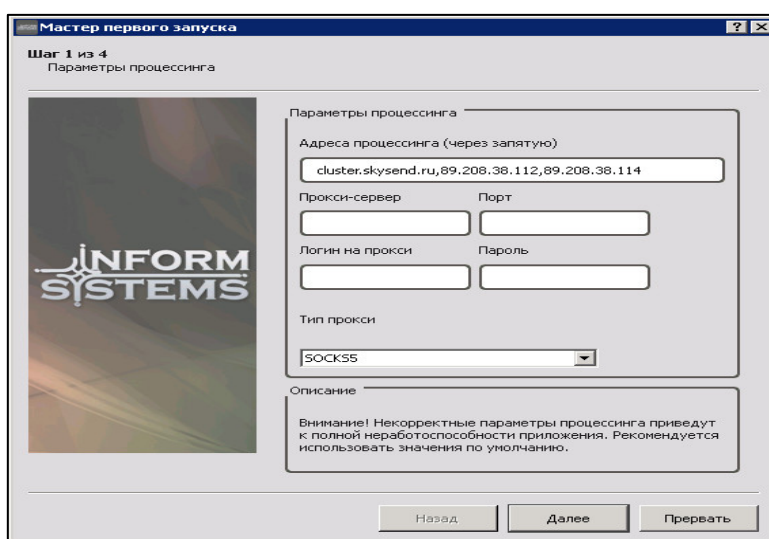 Мастер первого запуска
Шаг 1 из 4
Параметры процессинга
INFORM
SYSTEMS
Параметры процессинга
Адреса процессинга (через запятую)
cluster.skysend.ru,89.208.38.112,89.208.38.114
Прокси-сервер Порт
Логин на прокси Пароль
Тип прокси
SOCKS5
Описание
Внимание! Некорректные параметры процессинга приведут
к полной неработоспособности приложения. Рекомендуется
использовать значения по умолчанию.
Назад Далее Прервать